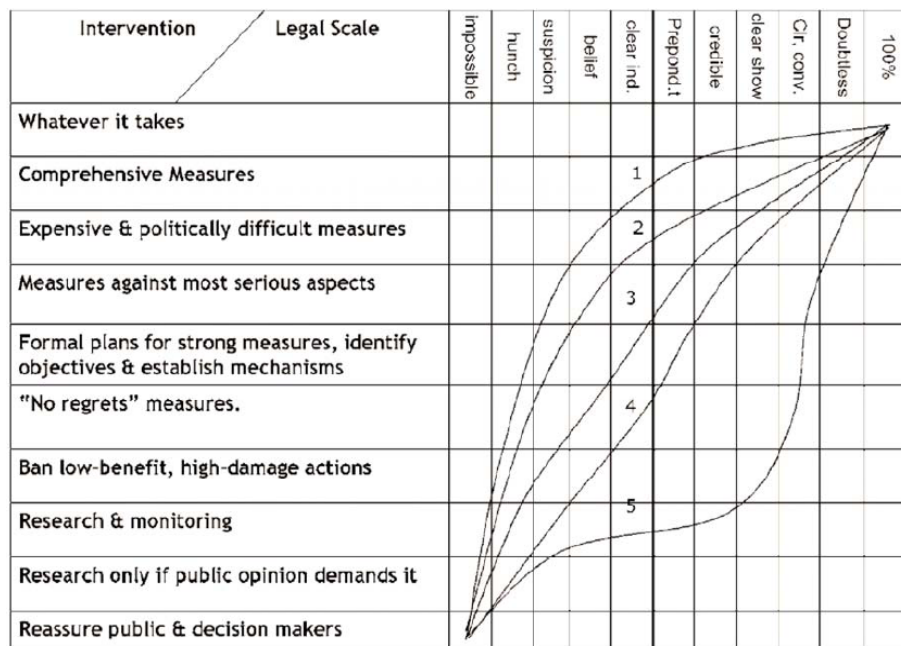 Intervention
Legal Scale
impossible
hunch
suspicion
belief
clear ind.
Prepond.t
credible
clear show
Clr. conv.
Doubtless
100%
Whatever it takes
Comprehensive Measures
1
Expensive & politically difficult measures
2
Measures against most serious aspects
3
Formal plans for strong measures, identify
objectives & establish mechanisms
"No regrets" measures.
4
Ban low-benefit, high-damage actions
Research & monitoring
5
Research only if public opinion demands it
Reassure public & decision makers